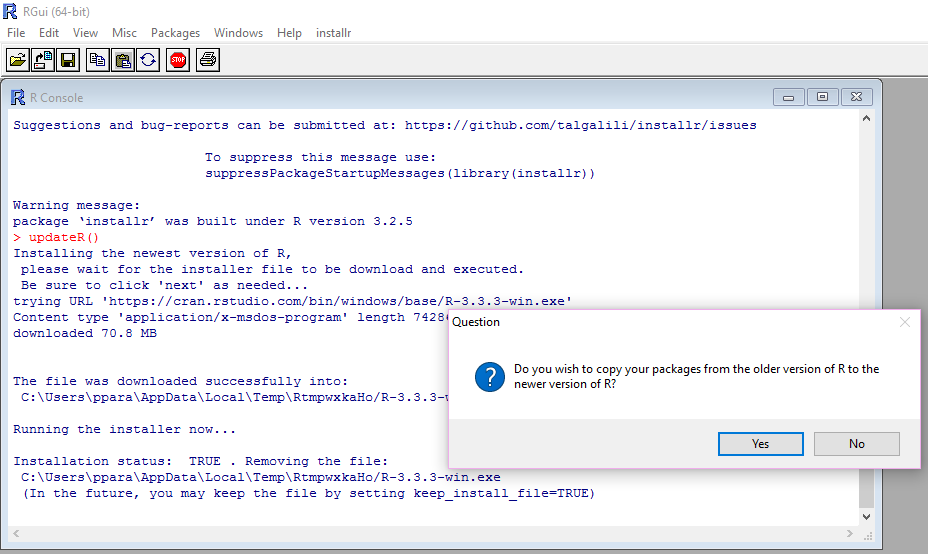 RGui (64-bit)
File Edit View Misc Packages Windows Help installr
STOP
R Console
Suggestions and bug-reports can be submitted at: https://github.com/talgalili/installr/issues
To suppress this message use:
suppressPackageStartupMessages(library(installr))
Warning message:
package ‘installr’ was built under R version 3.2.5
> updateR()
Installing the newest version of R,
please wait for the installer file to be download and executed.
Be sure to click 'next' as needed...
trying URL 'https://cran.rstudio.com/bin/windows/base/R-3.3.3-win.exe'
Content type 'application/x-msdos-program' length 7428
downloaded 70.8 MB
The file was downloaded successfully into:
C:\Users\ppara\AppData\Local\Temp\RtmpwxkaHo/R-3.3.3-w
Running the installer now...
Installation status: TRUE . Removing the file:
C:\Users\ppara\AppData\Local\Temp\RtmpwxkaHo/R-3.3.3-win.exe
(In the future, you may keep the file by setting keep_install_file=TRUE)
Question
Do you wish to copy your packages from the older version of R to the
newer version of R?
Yes No